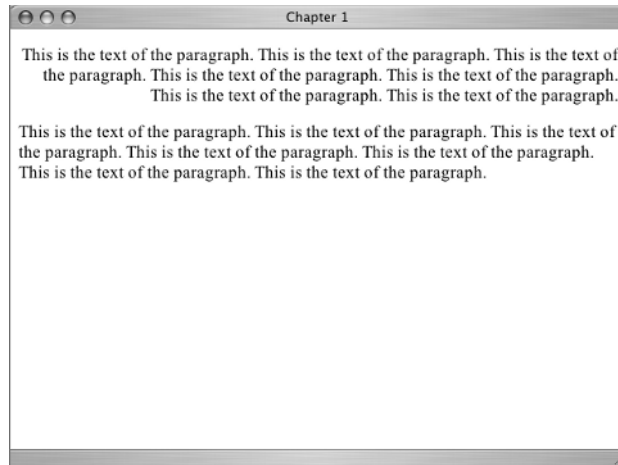 Chapter 1
This is the text of the paragraph. This is the text of the paragraph. This is the text of
the paragraph. This is the text of the paragraph. This is the text of the paragraph.
This is the text of the paragraph. This is the text of the paragraph.
This is the text of the paragraph. This is the text of the paragraph. This is the text of
the paragraph. This is the text of the paragraph. This is the text of the paragraph.
This is the text of the paragraph. This is the text of the paragraph.